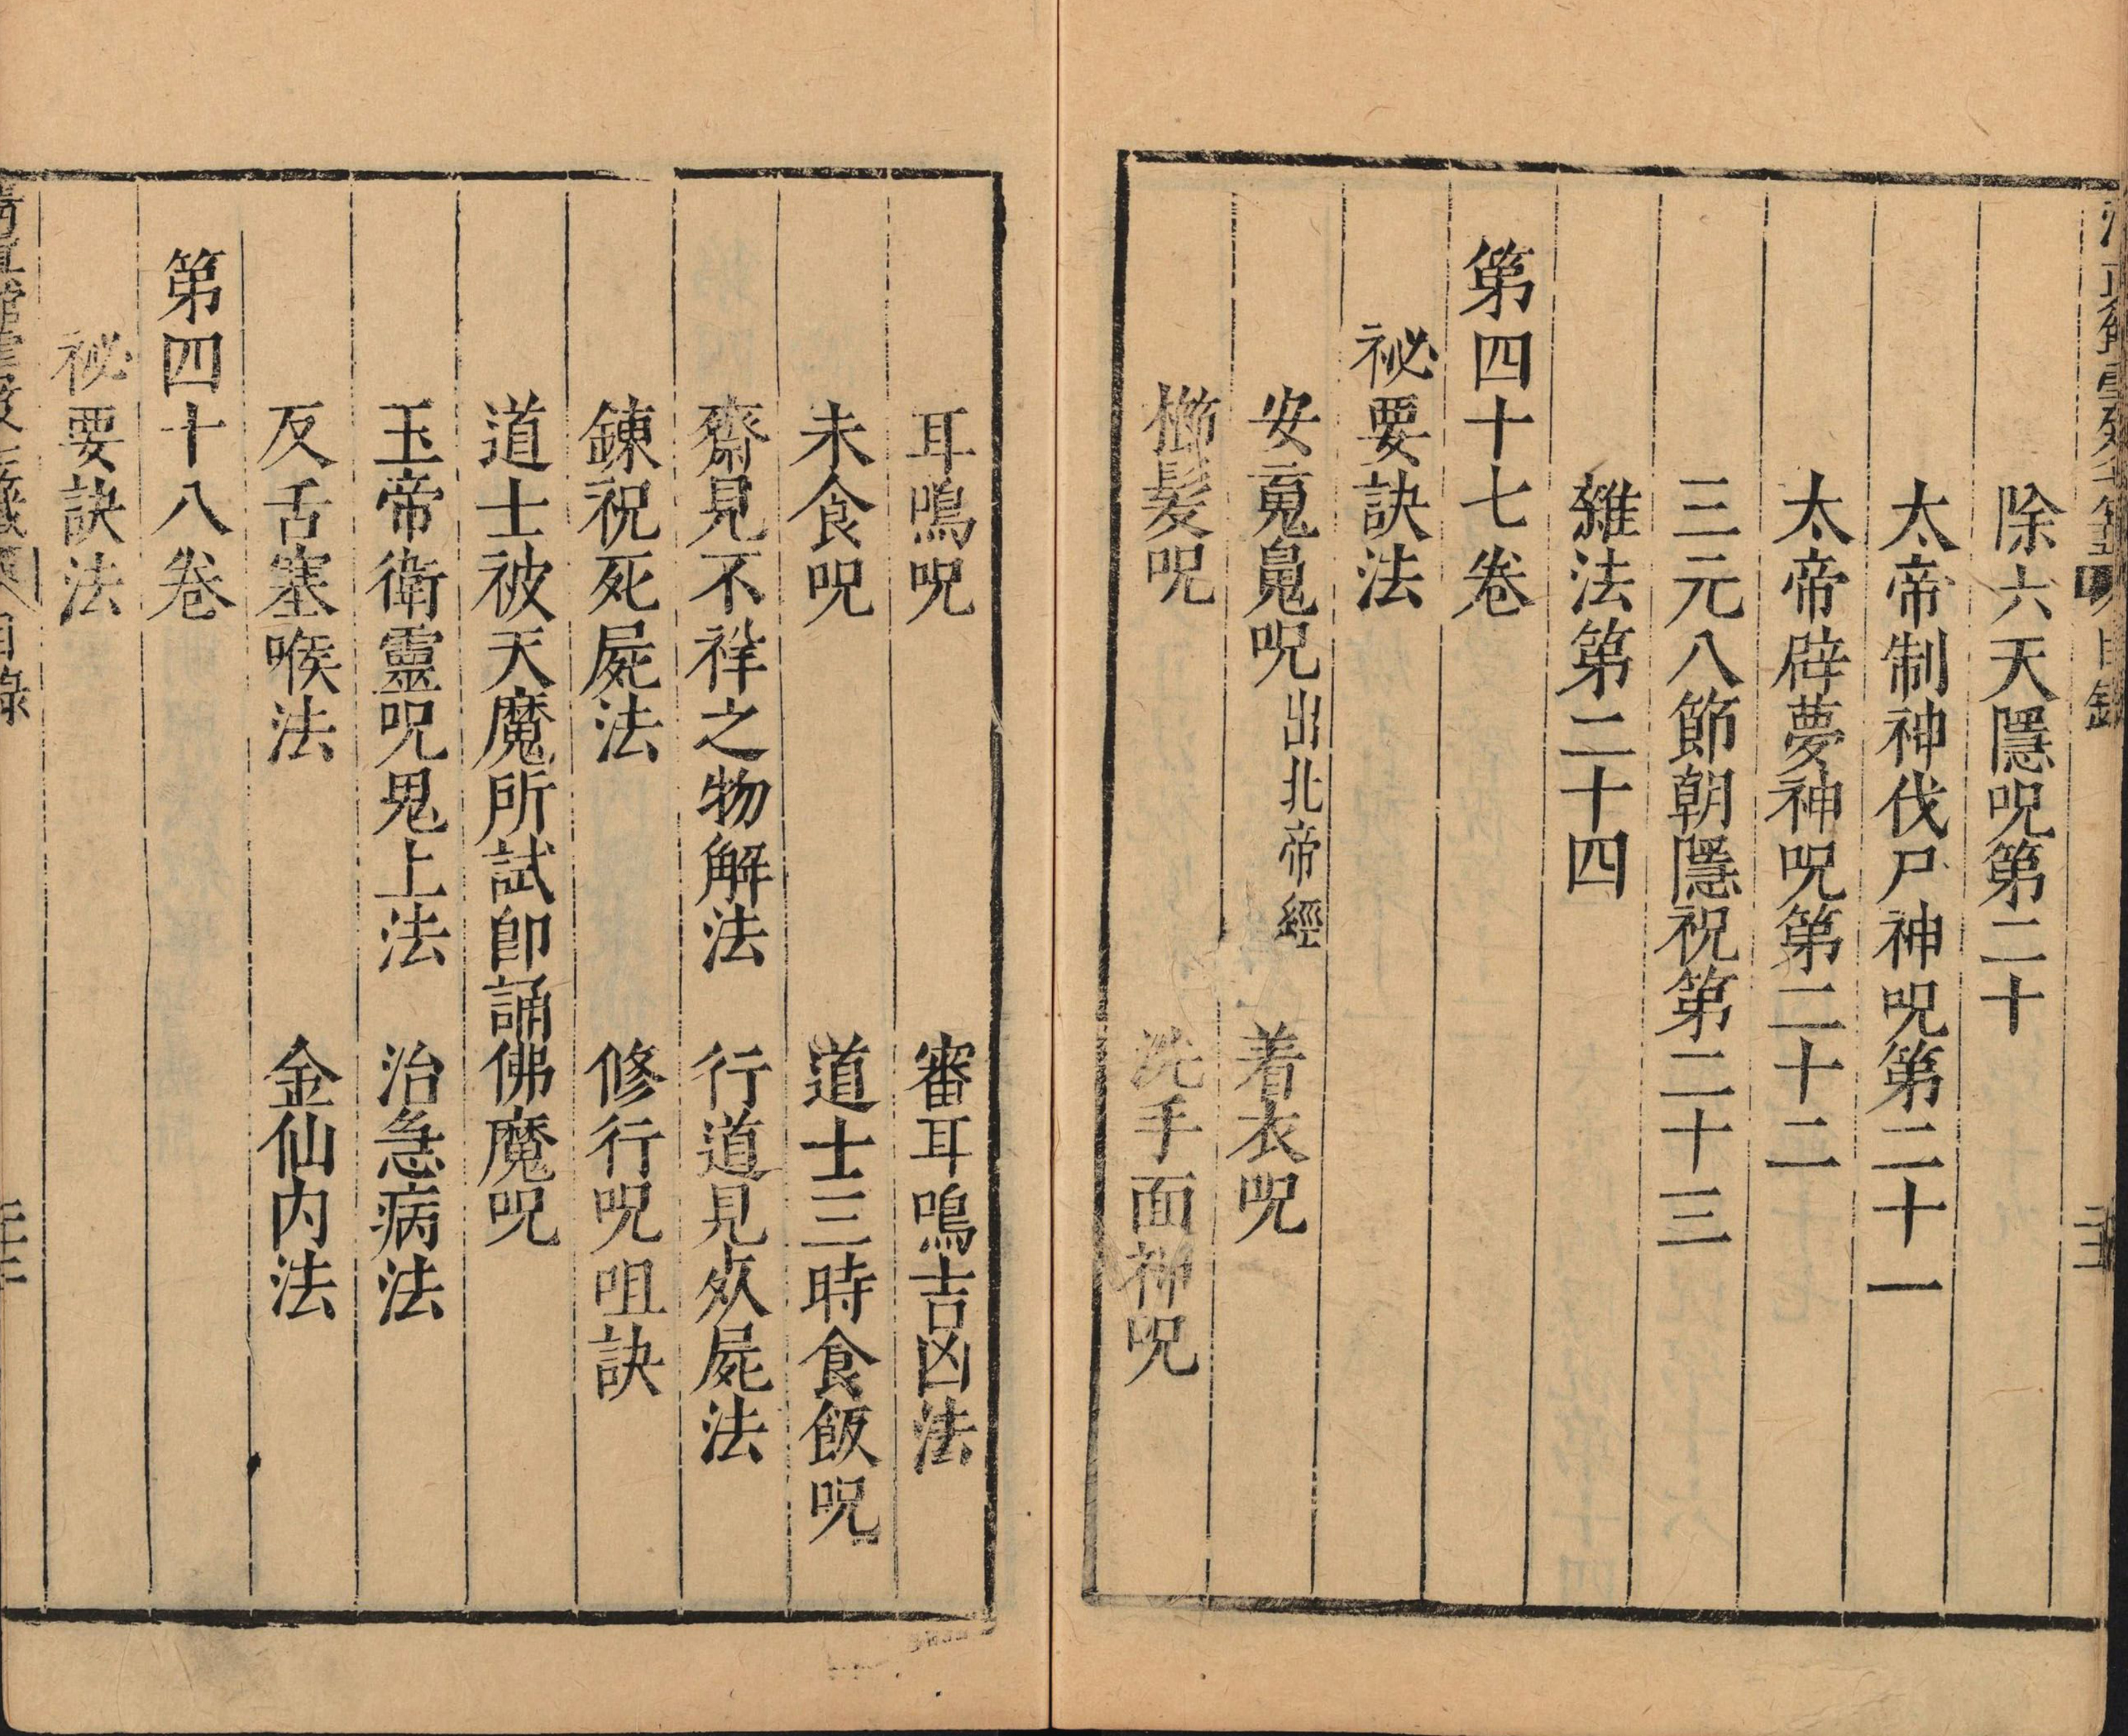 除六天隱呪第二十
太帝制神伐尸神呪第二十一
太帝辟夢神呪第二十二
三元八節朝隱祝第二十三
雜法第二十四
第四十七卷
祕要訣法
安䰟𩲸呪出北帝經　着衣呪
櫛髪呪　洗手面神呪
耳鳴呪　審耳鳴吉凶法
未食呪　道士三時食飯呪
齋見不祥之物解法　行道見𣦸屍法
鍊祝死屍法　修行呪咀訣
道士被天魔所試卽誦佛魔呪
玉帝衛靈呪鬼上法　治急病法
反舌塞喉法　金仙内法
第四十八卷
祕要訣法
目録